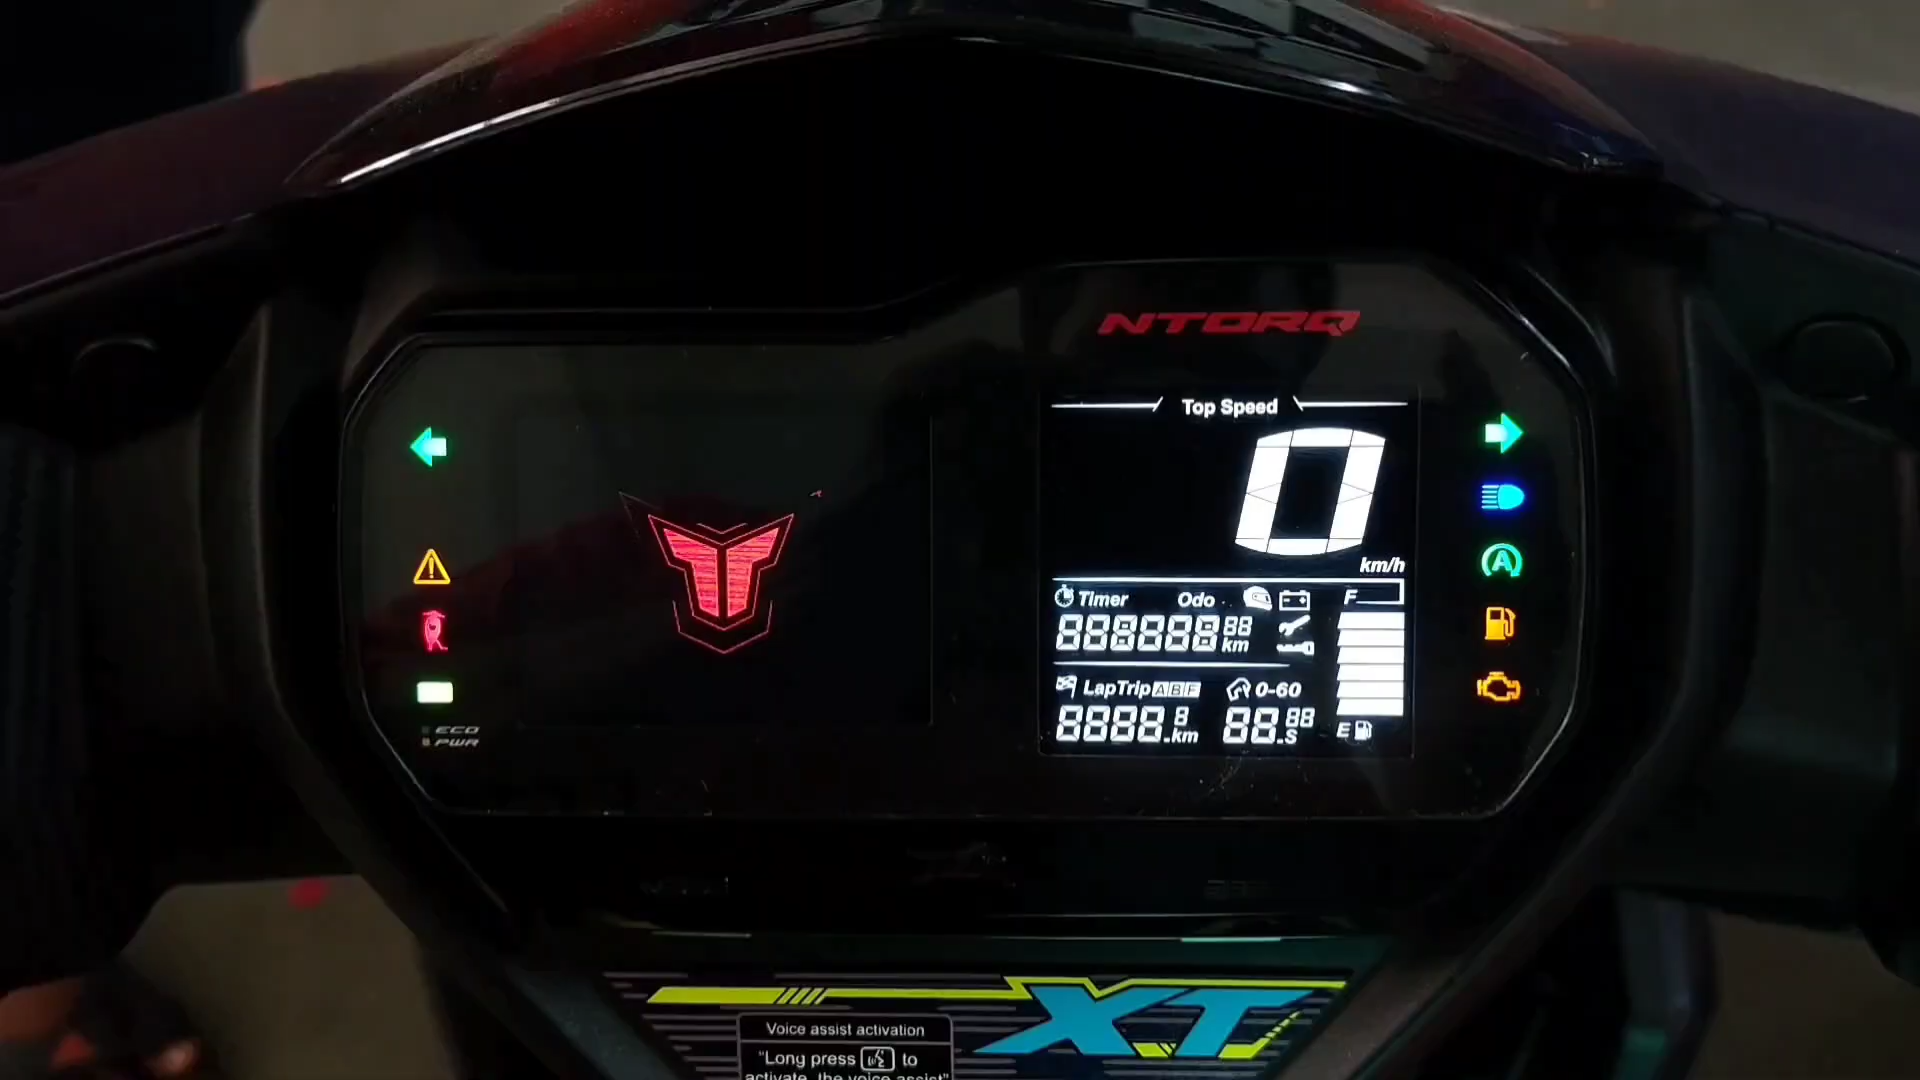 NTORQ
Top Speed
0
km/h
Timer Odo F
888888 88 km
LapTrip ABF 0-60
8888.8 km 88.88 s
E
ECO
PWR
A
XT
Voice assist activation
"Long press to
activate, the voice assist"